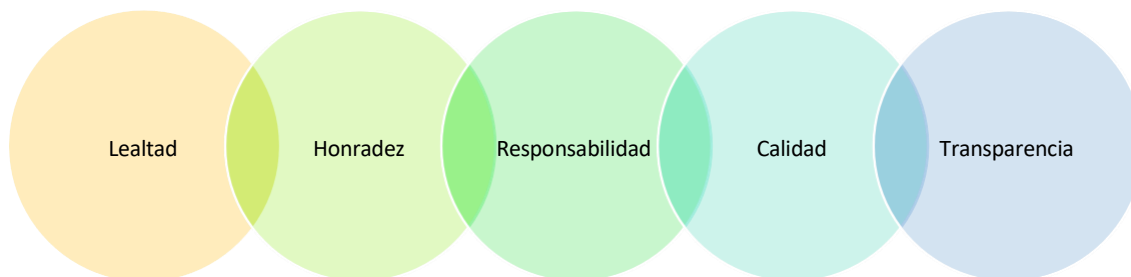 Lealtad
Honradez
Responsabilidad
Calidad
Transparencia